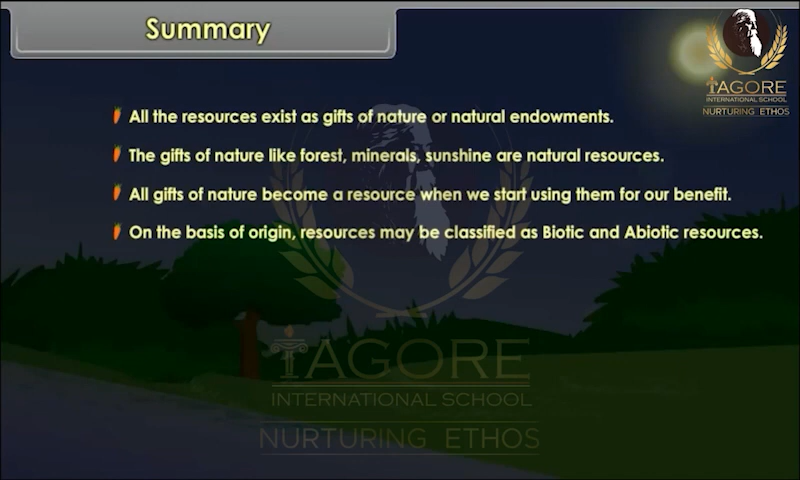 Summary
TAGORE
INTERNATIONAL SCHOOL
NURTURING ETHOS
All the resources exist as gifts of nature or natural endowments.
The gifts of nature like forest, minerals, sunshine are natural resources.
All gifts of nature become a resource when we start using them for our benefit.
On the basis of origin, resources may be classified as Biotic and Abiotic resources.
TAGORE
INTERNATIONAL SCHOOL
NURTURING ETHOS